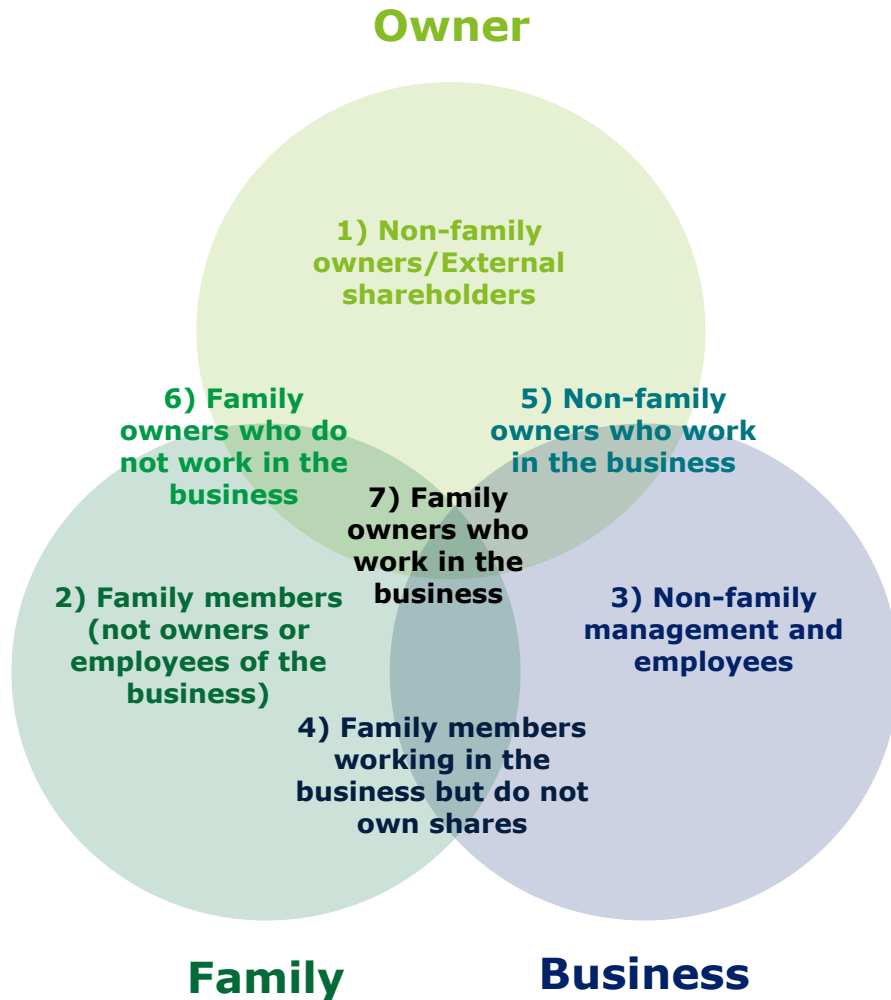 Owner
1) Non-family
owners/External
shareholders
6) Family
owners who do
not work in the
business
5) Non-family
owners who work
in the business
7) Family
owners who
work in the
business
2) Family members
(not owners or
employees of the
business)
3) Non-family
management and
employees
4) Family members
working in the
business but do not
own shares
Family
Business